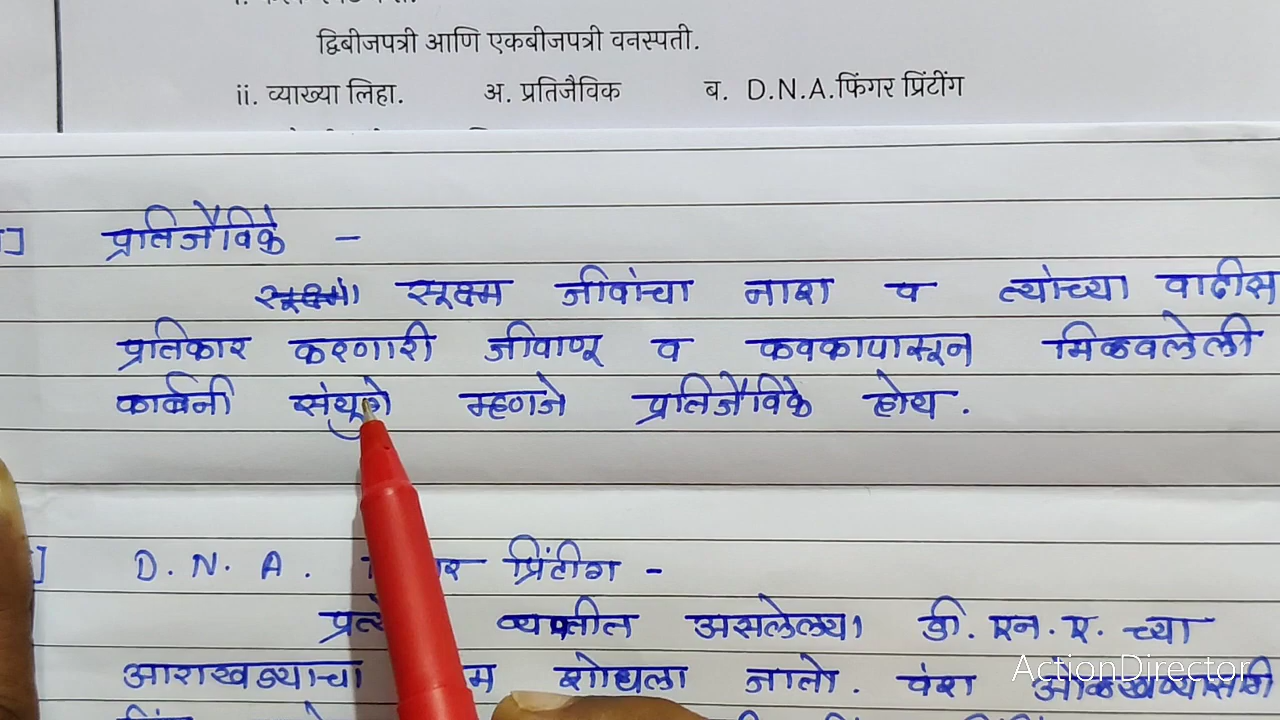 द्विबीजपत्री आणि एकबीजपत्री वनस्पती.
ii. व्याख्या लिहा. अ. प्रतिजैविक ब. D.N.A.फिंगर प्रिंटींग
प्रतिजैविके -
सूक्ष्म जीवांचा नाश व त्यांच्या वाढीस
प्रतिकार करणारी जीवाणू व कवकापासून मिळवलेली
कार्बनी संयुगे म्हणजे प्रतिजैविके होय.
D. N. A. प्रिंटींग -
व्यक्तीत असलेल्या डी. एन. ए. च्या
आराखड्याचा शोधला जातो. वंश ओळखण्यासाठी
ActionDirector